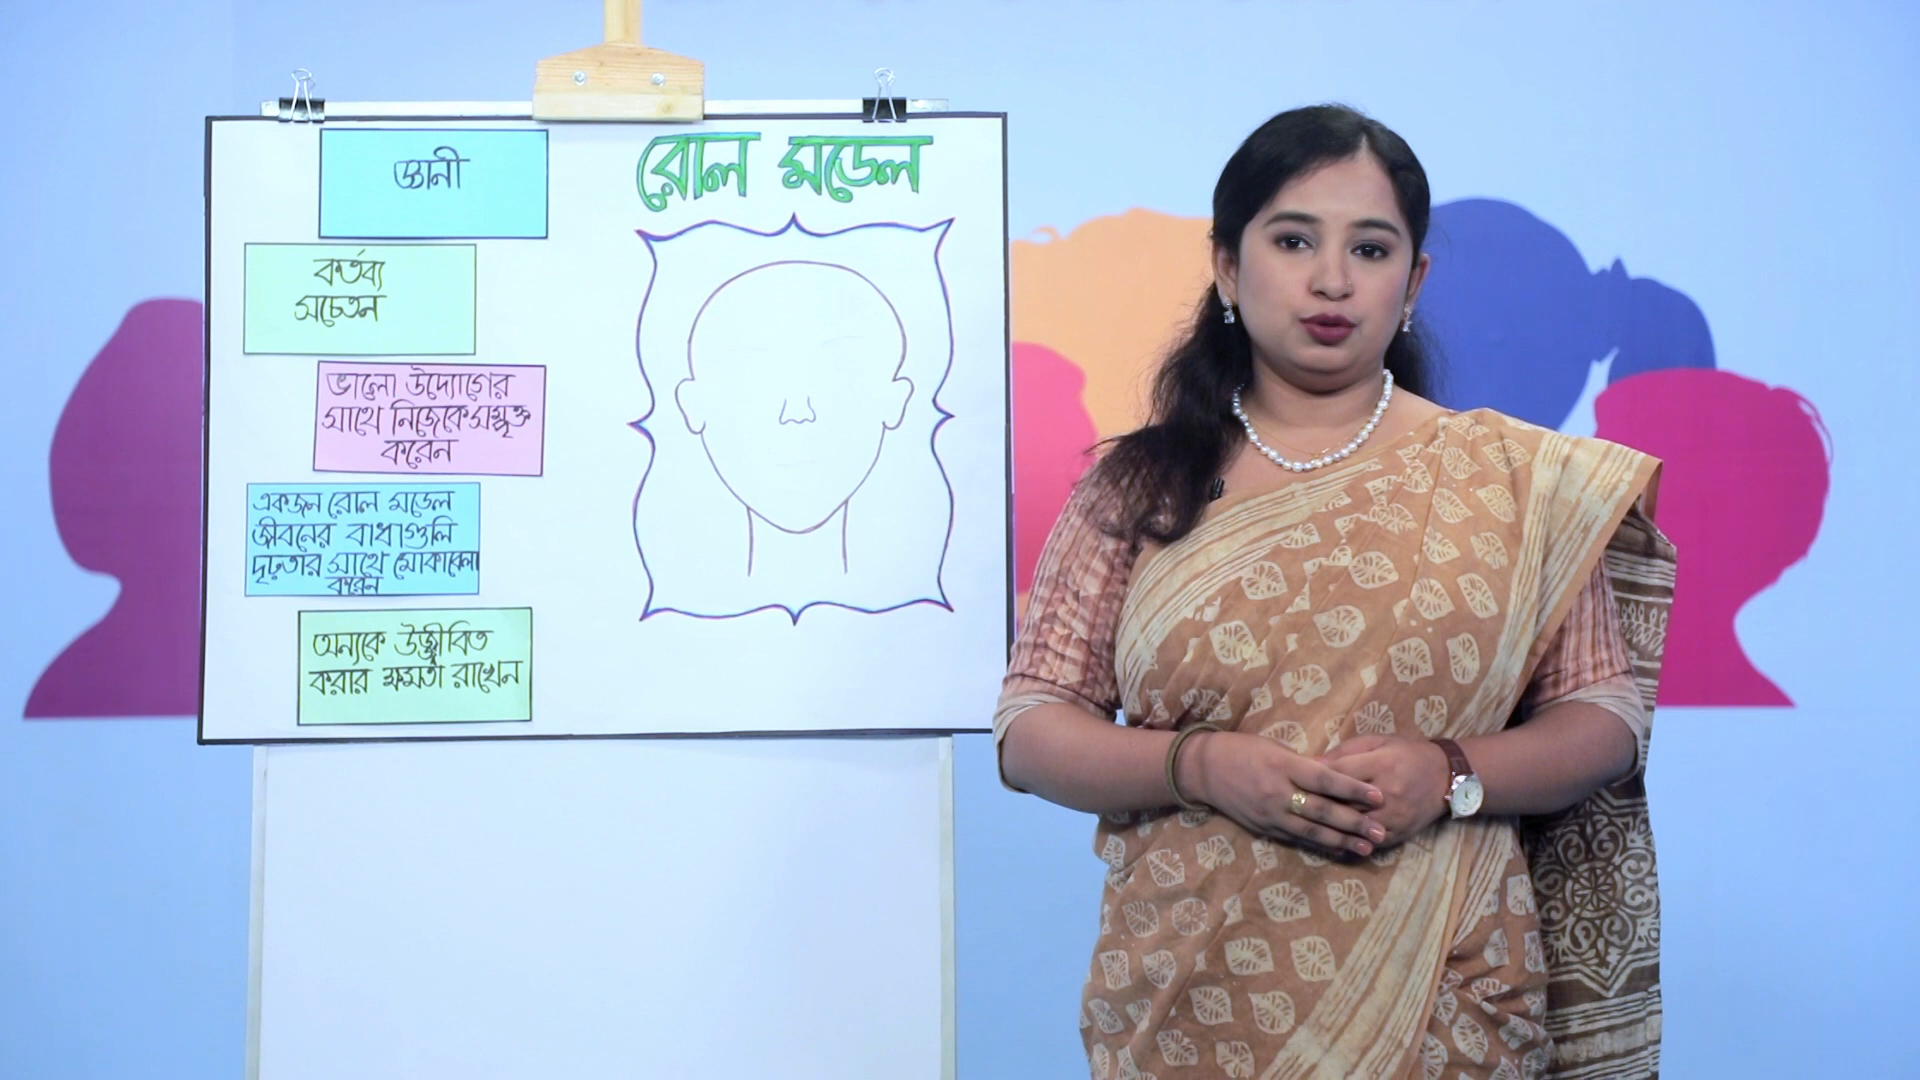 জ্ঞানী
কর্তব্য
সচেতন
ভালো উদ্যোগের
সাথে নিজেকে সম্পৃক্ত
করেন
একজন রোল মডেল
জীবনের বাধাগুলি
দৃঢ়তার সাথে মোকাবেলা
করেন
অন্যকে উজ্জীবিত
করার ক্ষমতা রাখেন
রোল মডেল